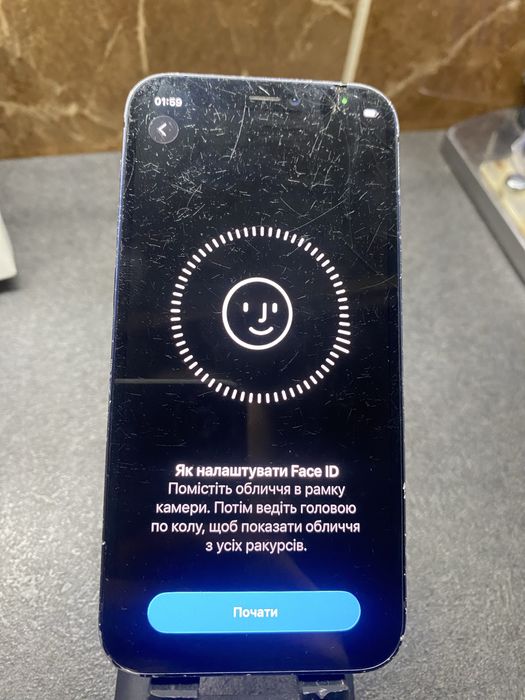 01:59
Як налаштувати Face ID
Помістіть обличчя в рамку
камери. Потім ведіть головою
по колу, щоб показати обличчя
з усіх ракурсів.
Почати